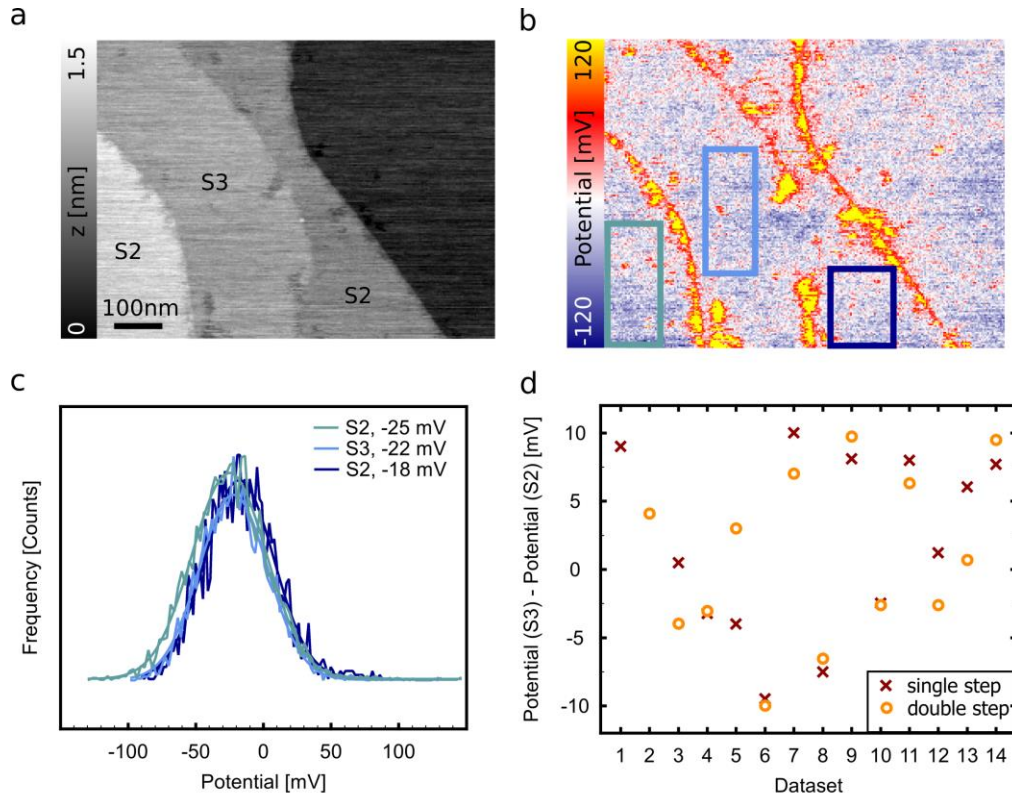 a
1.5
z [nm]
0
S3
S2
S2
100nm
b
120
Potential [mV]
-120
c
S2, -25 mV
S3, -22 mV
S2, -18 mV
Frequency [Counts]
-100 -50 0 50 100
Potential [mV]
d
Potential (S3) - Potential (S2) [mV]
10
5
0
-5
-10
single step
double step
1 2 3 4 5 6 7 8 9 10 11 12 13 14
Dataset